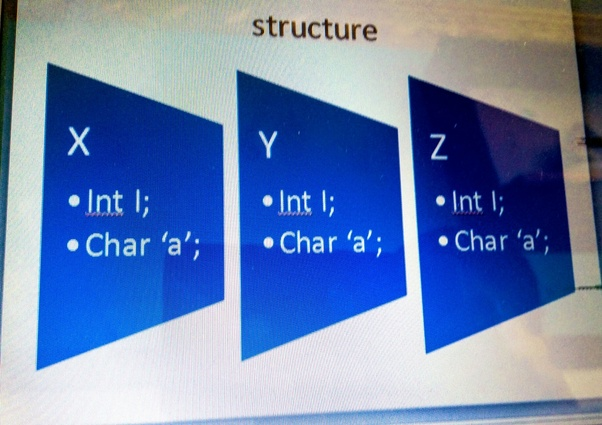 structure
X
• Int I;
• Char ‘a’;
Y
• Int I;
• Char ‘a’;
Z
• Int I;
• Char ‘a’;